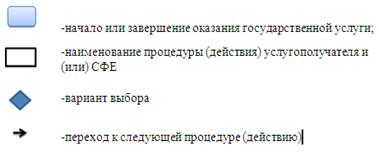 -начало или завершение оказания государственной услуги;
-наименование процедуры (действия) услугополучателя и
(или) СФЕ
-вариант выбора
-переход к следующей процедуре (действию)